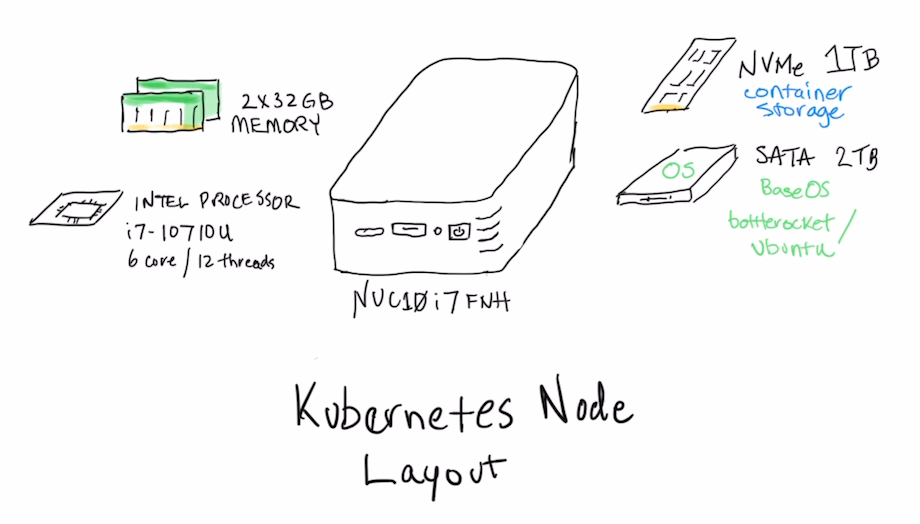 2X32GB
MEMORY
INTEL PROCESSOR
i7-10710U
6 core / 12 threads
NUC10i7FNH
NVMe 1TB
container
storage
SATA 2TB
OS
BaseOS
bottlerocket /
Ubuntu
Kubernetes Node
Layout